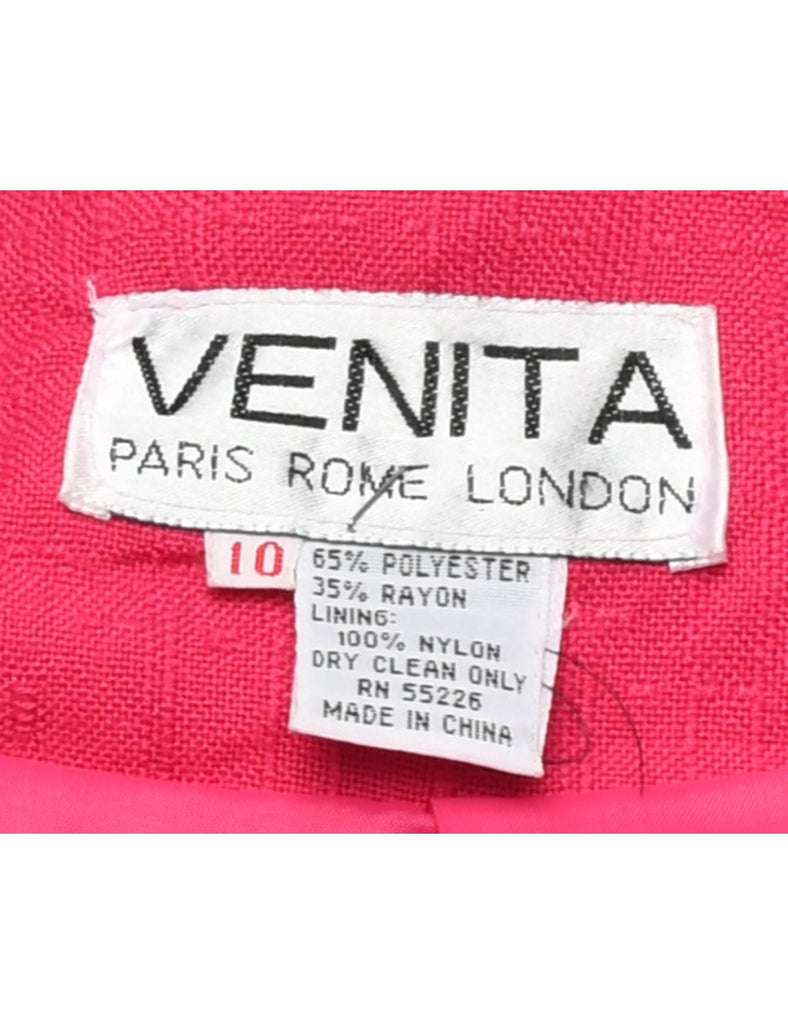 VENITA
PARIS ROME LONDON
10
65% POLYESTER
35% RAYON
LINING:
100% NYLON
DRY CLEAN ONLY
RN 55226
MADE IN CHINA